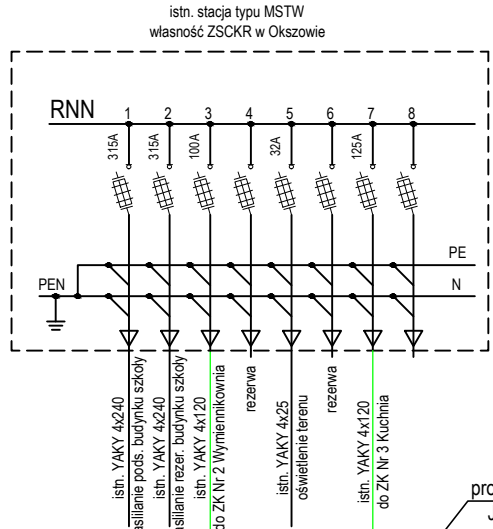 istn. stacja typu MSTW
własność ZSCKR w Okszowie
RNN
1 2 3 4 5 6 7 8
315A
315A
100A
32A
125A
PE
PEN
N
istn. YAKY 4x240
zasliłanie pods. budynku szkoły
istn. YAKY 4x240
zasliłanie rezer. budynku szkoły
istn. YAKY 4x120
do ZK Nr 2 Wymiennikownia
rezerwa
istn. YAKY 4x25
oświetlenie terenu
rezerwa
istn. YAKY 4x120
do ZK Nr 3 Kuchnia
pro